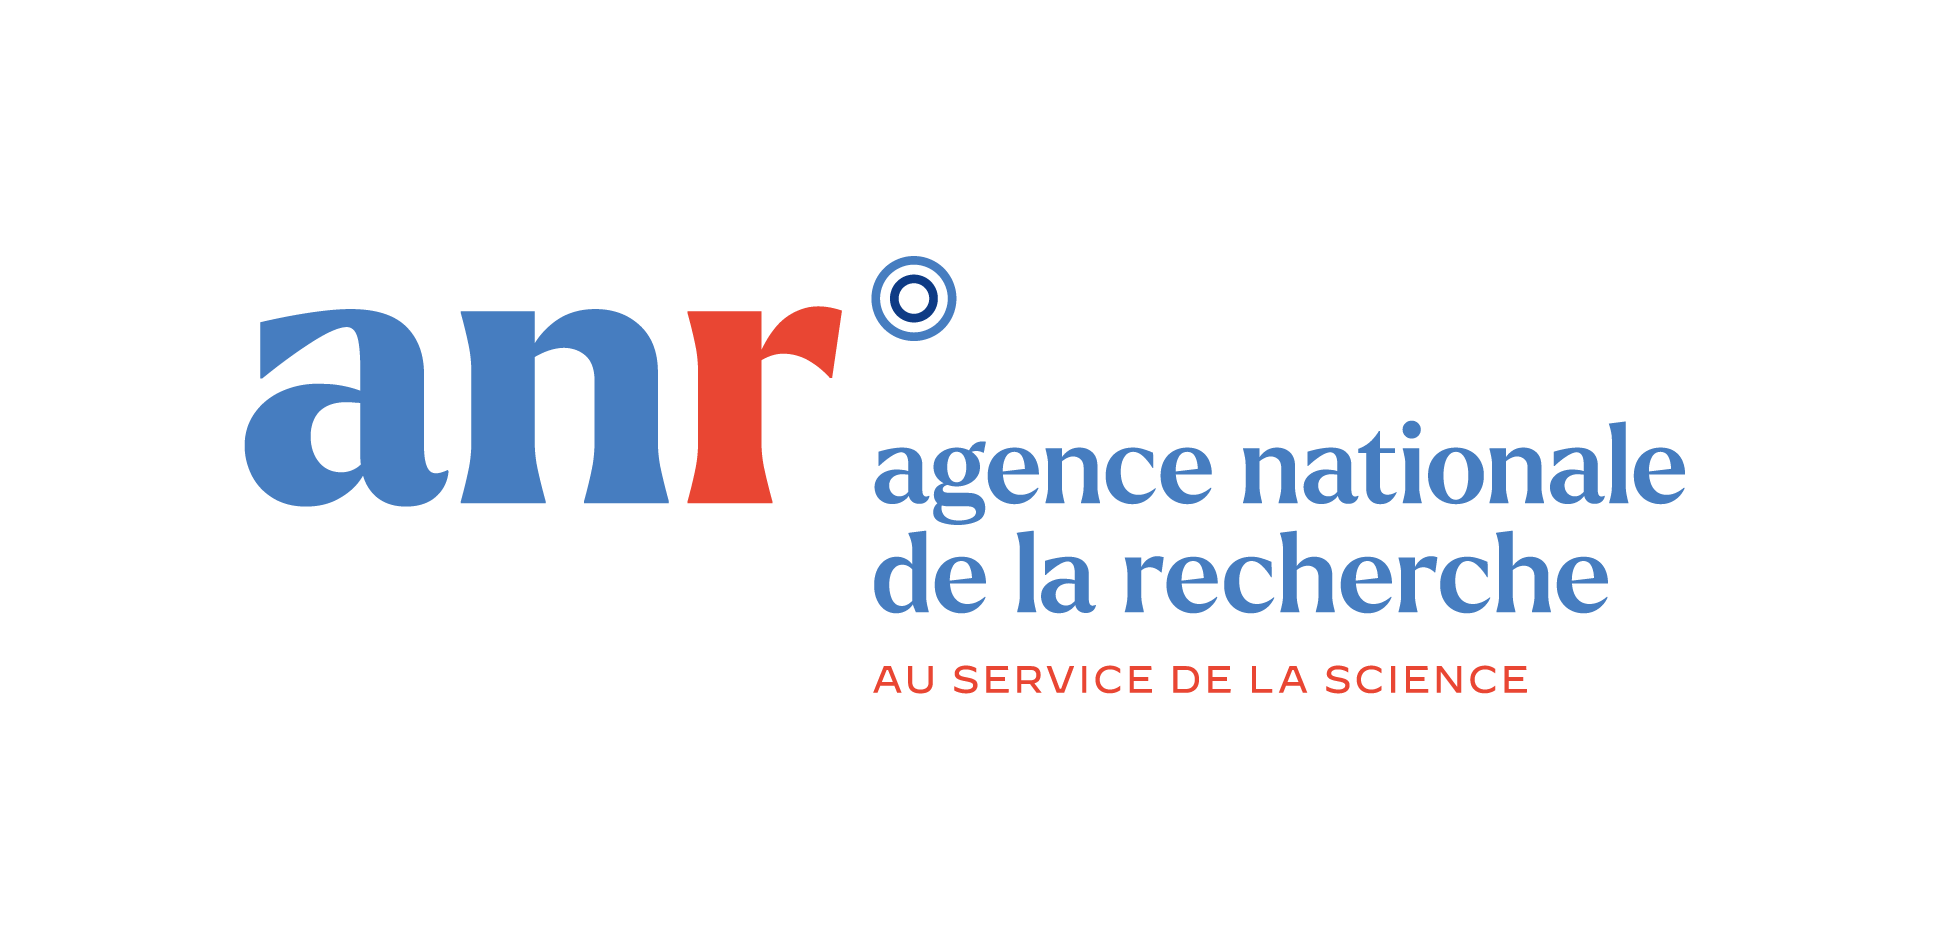 anr
agence nationale
de la recherche
AU SERVICE DE LA SCIENCE